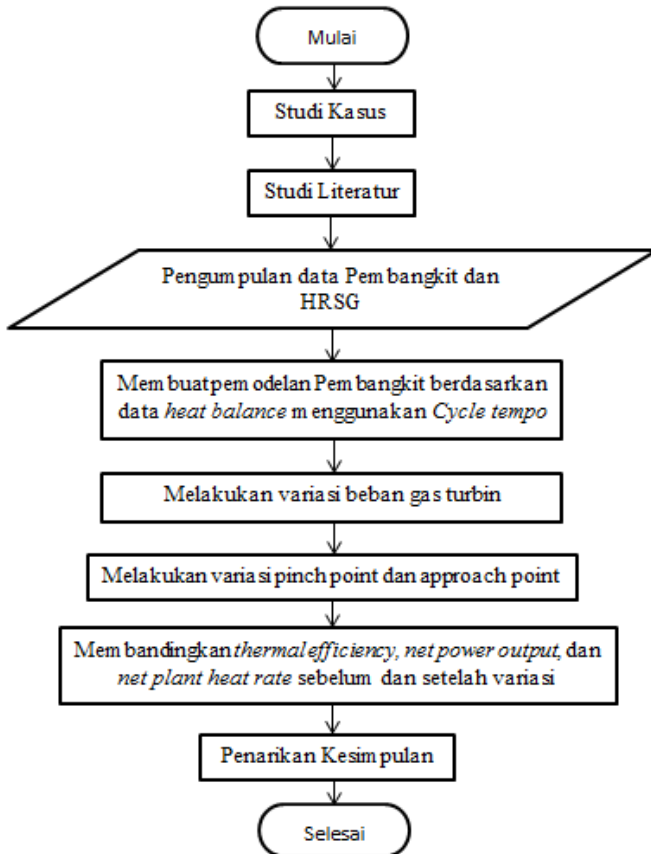 Mulai
Studi Kasus
Studi Literatur
Pengumpulan data Pembangkit dan
HRSG
Membuat pemodelan Pembangkit berdasarkan
data heat balance menggunakan Cycle tempo
Melakukan variasi beban gas turbin
Melakukan variasi pinch point dan approach point
Membandingkan thermal efficiency, net power output, dan
net plant heat rate sebelum dan setelah variasi
Penarikan Kesimpulan
Selesai